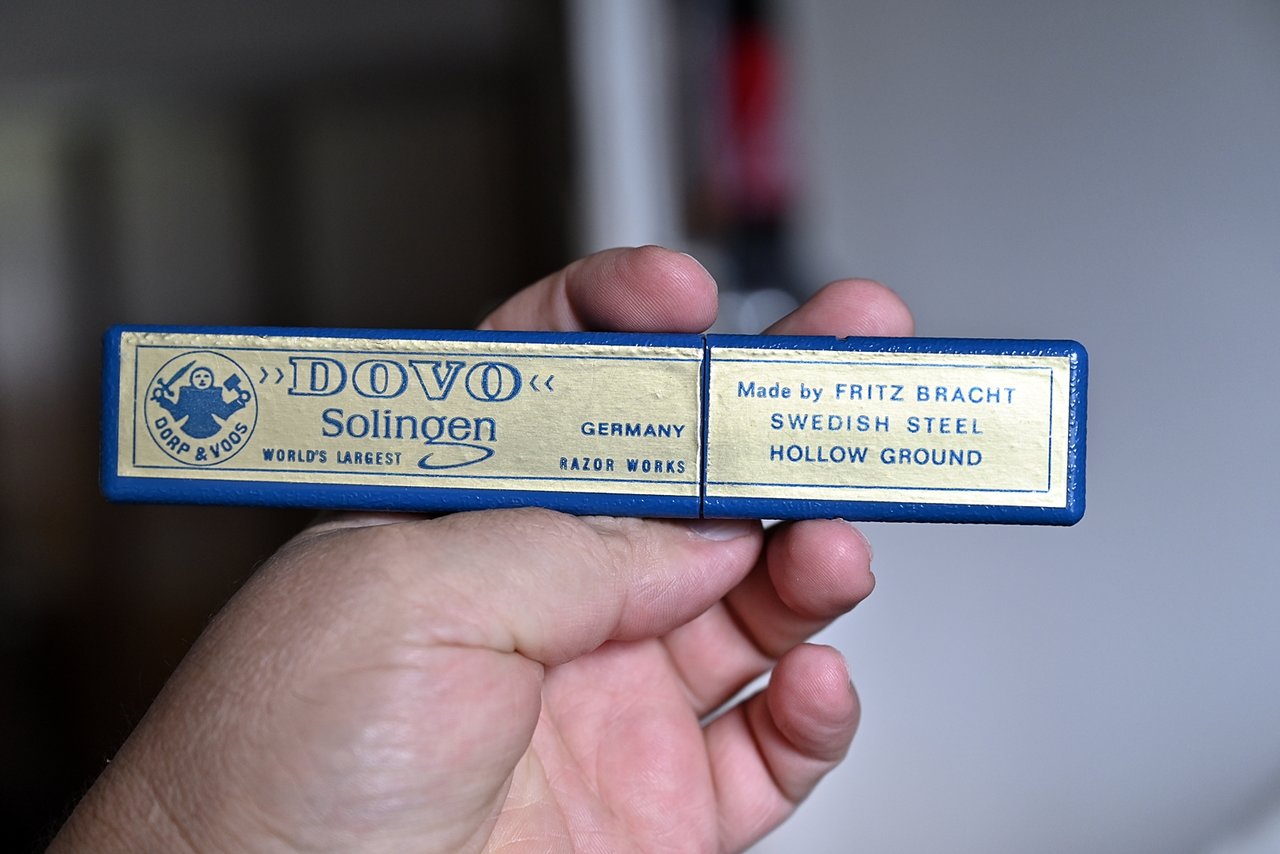 »DOVO«
Solingen
GERMANY
WORLD'S LARGEST RAZOR WORKS
DORP & VOOS
Made by FRITZ BRACHT
SWEDISH STEEL
HOLLOW GROUND